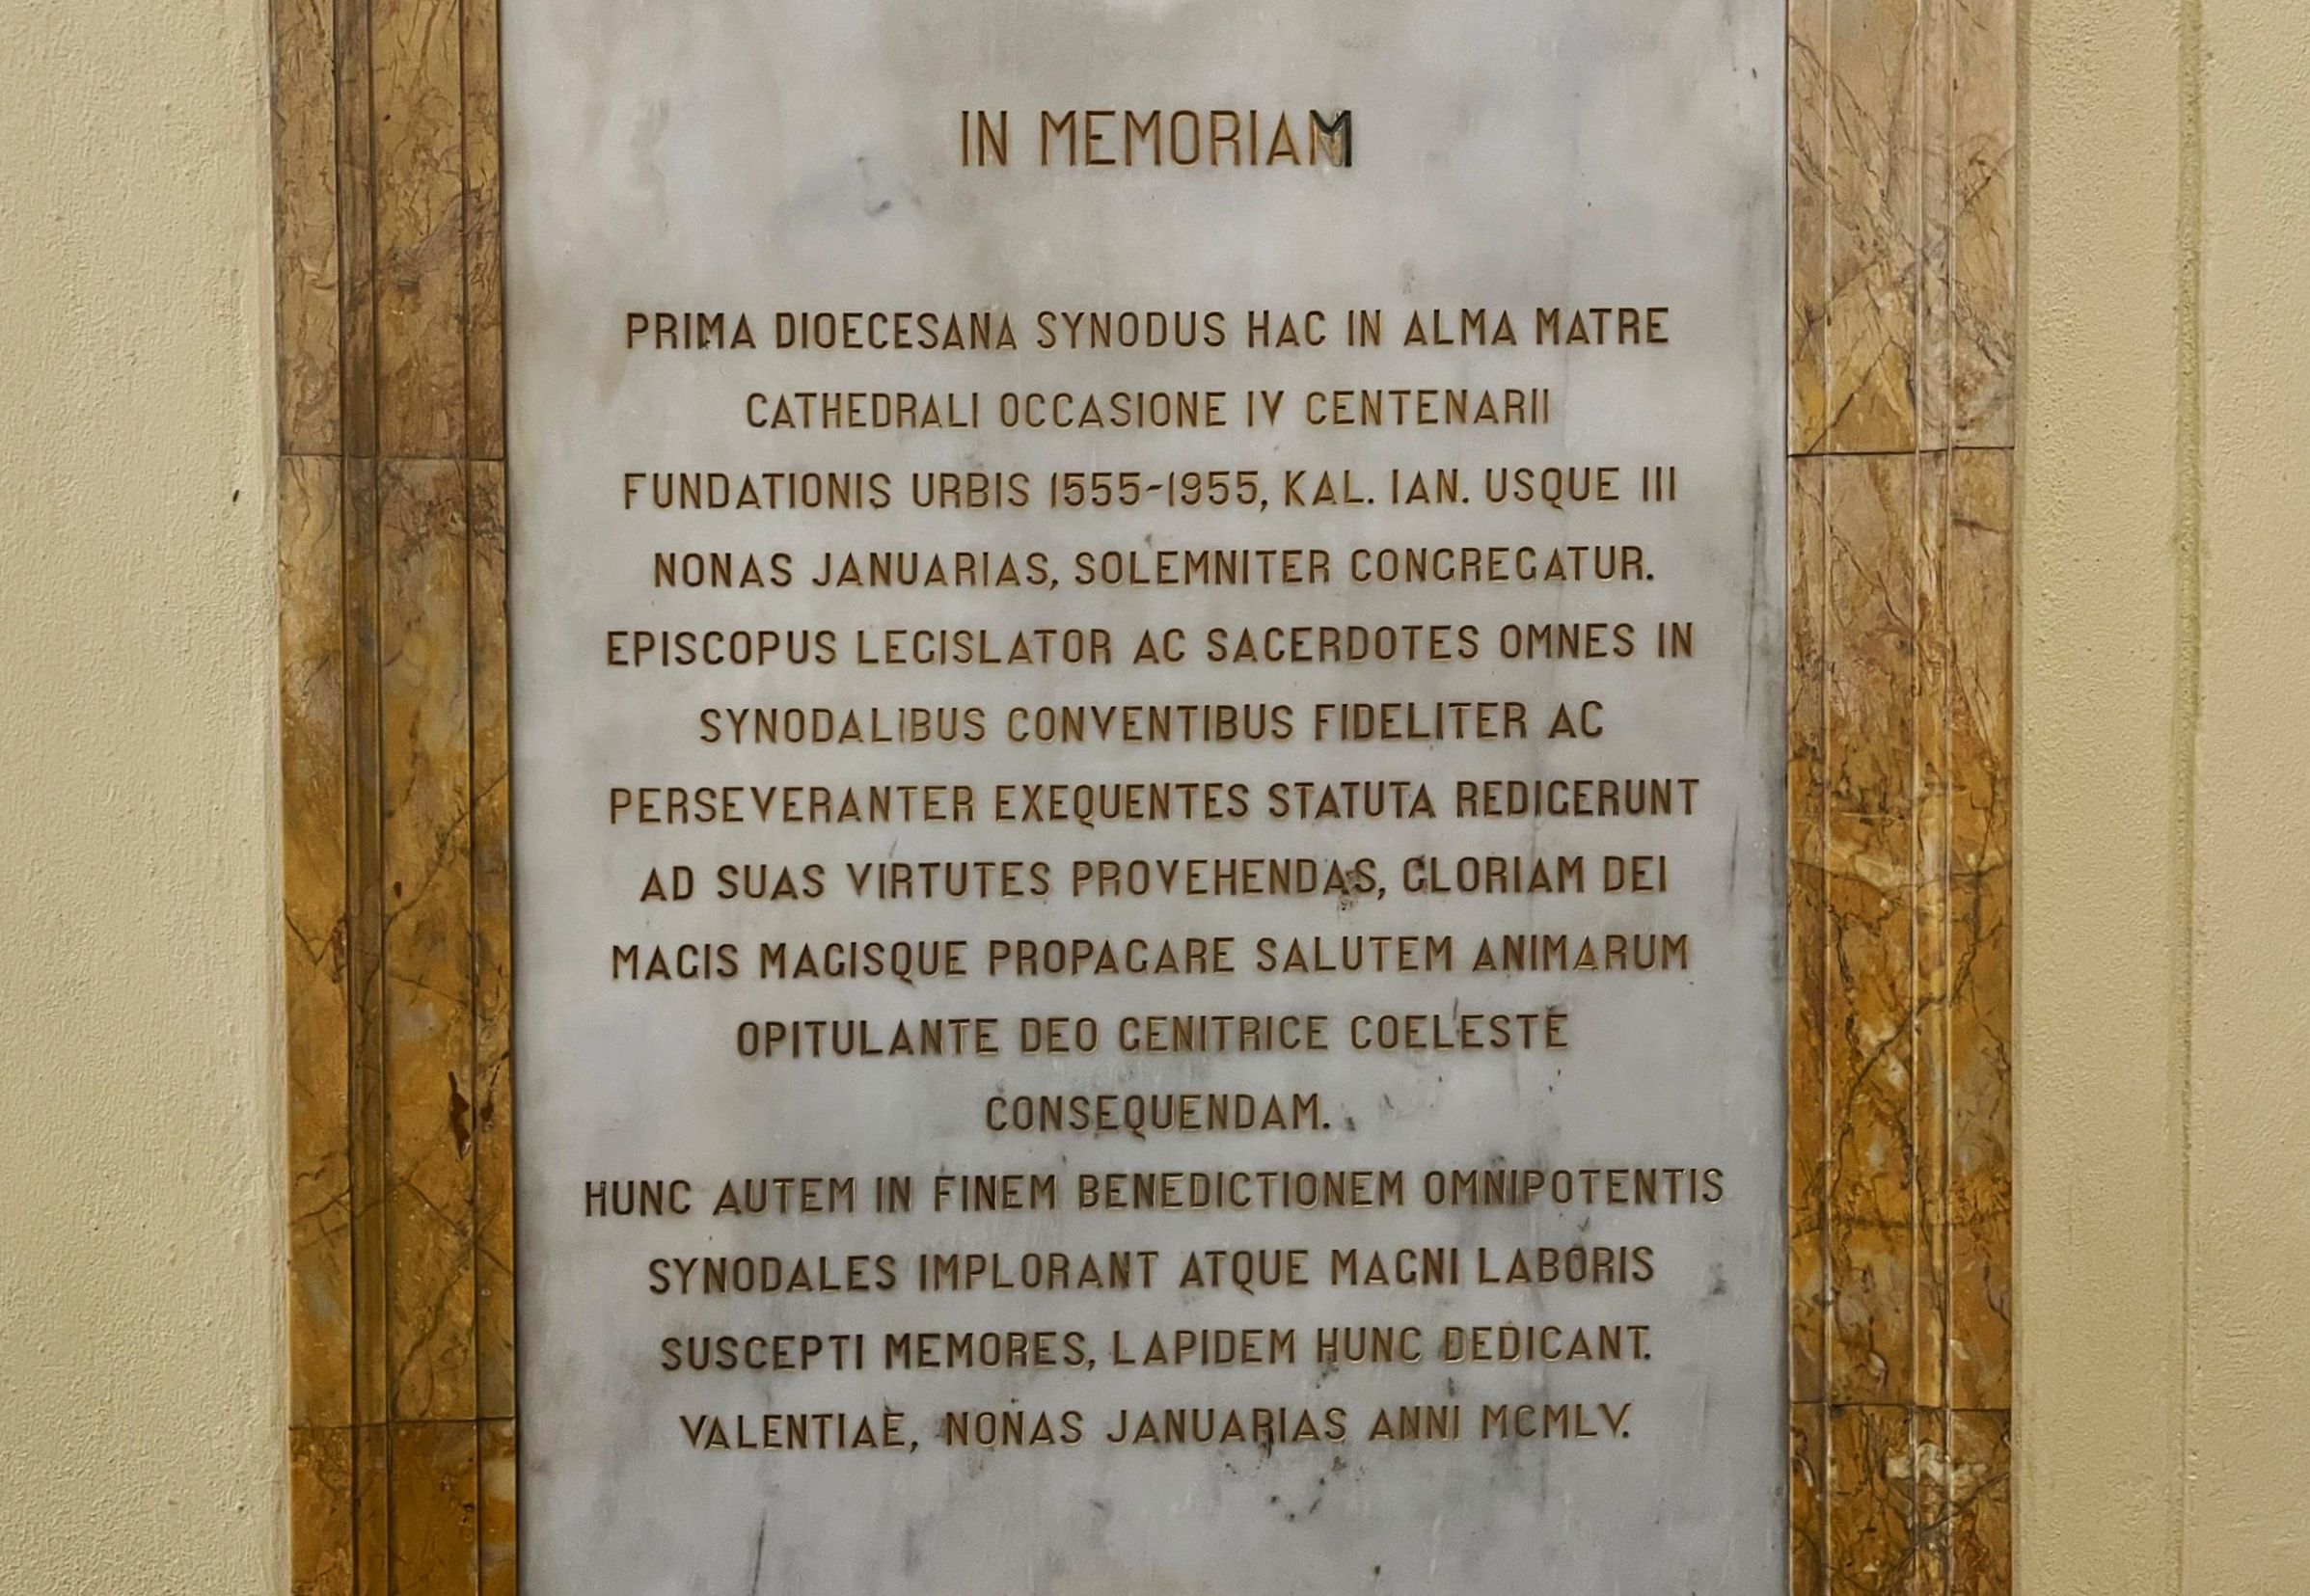 IN MEMORIAM
PRIMA DIOECESANA SYNODUS HAC IN ALMA MATRE
CATHEDRALI OCCASIONE IV CENTENARII
FUNDATIONIS URBIS 1555-1955, KAL. IAN. USQUE III
NONAS JANUARIAS, SOLEMNITER CONGREGATUR.
EPISCOPUS LEGISLATOR AC SACERDOTES OMNES IN
SYNODALIBUS CONVENTIBUS FIDELITER AC
PERSEVERANTER EXEQUENTES STATUTA REDIGERUNT
AD SUAS VIRTUTES PROVEHENDAS, GLORIAM DEI
MAGIS MAGISQUE PROPAGARE SALUTEM ANIMARUM
OPITULANTE DEO GENITRICE COELESTE
CONSEQUENDAM.
HUNC AUTEM IN FINEM BENEDICTIONEM OMNIPOTENTIS
SYNODALES IMPLORANT ATQUE MAGNI LABORIS
SUSCEPTI MEMORES, LAPIDEM HUNC DEDICANT.
VALENTIAE, NONAS JANUARIAS ANNI MCMLV.